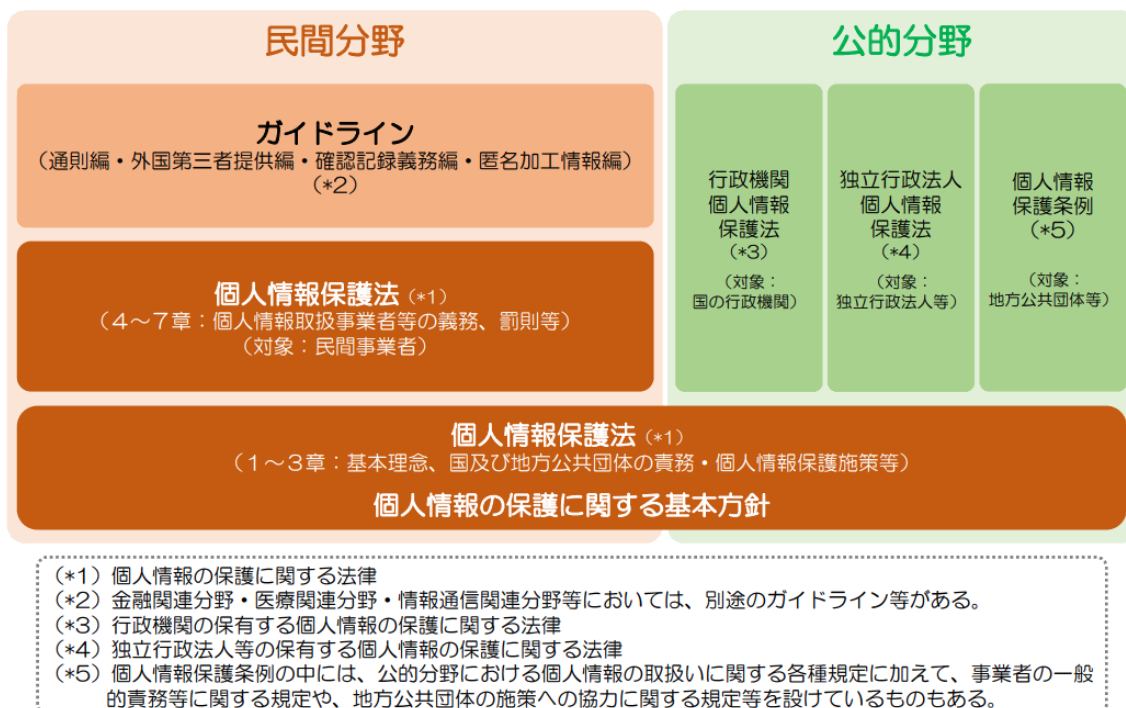 民間分野
公的分野
ガイドライン
(通則編・外国第三者提供編・確認記録義務編・匿名加工情報編)
(*2)
個人情報保護法 (*1)
(4~7章:個人情報取扱事業者等の義務、罰則等)
(対象:民間事業者)
行政機関
個人情報
保護法
(*3)
(対象:
国の行政機関)
独立行政法人
個人情報
保護法
(*4)
(対象:
独立行政法人等)
個人情報
保護条例
(*5)
(対象:
地方公共団体等)
個人情報保護法 (*1)
(1~3章:基本理念、国及び地方公共団体の責務・個人情報保護施策等)
個人情報の保護に関する基本方針
(*1) 個人情報の保護に関する法律
(*2) 金融関連分野・医療関連分野・情報通信関連分野等においては、別途のガイドライン等がある。
(*3) 行政機関の保有する個人情報の保護に関する法律
(*4) 独立行政法人等の保有する個人情報の保護に関する法律
(*5) 個人情報保護条例の中には、公的分野における個人情報の取扱いに関する各種規定に加えて、事業者の一般
的責務等に関する規定や、地方公共団体の施策への協力に関する規定等を設けているものもある。